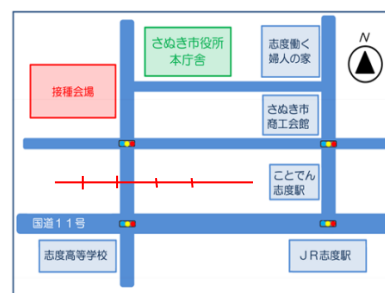 さぬき市役所
本庁舎
志度働く
婦人の家
N
接種会場
さぬき市
商工会館
ことでん
志度駅
国道11号
志度高等学校
JR志度駅